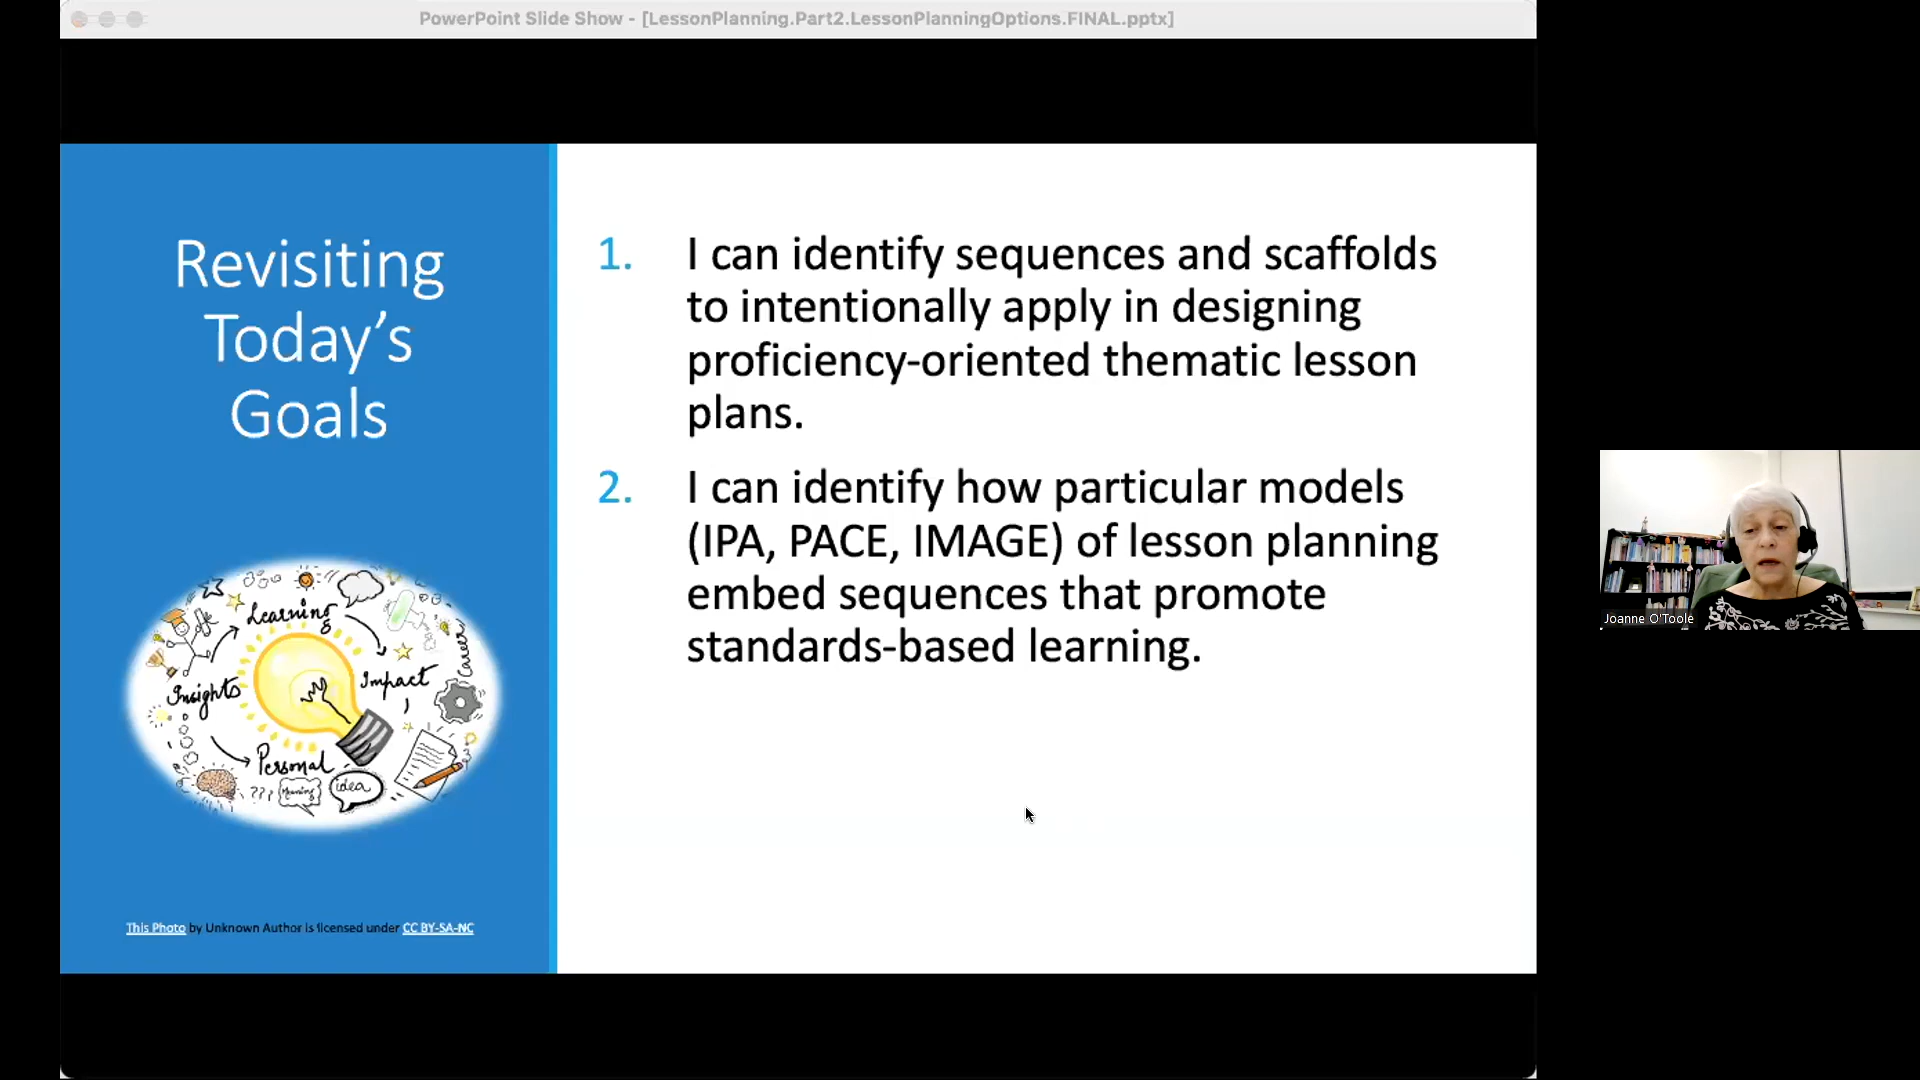 PowerPoint Slide Show - [LessonPlanning.Part2.LessonPlanningOptions.FINAL.pptx]
Revisiting
Today’s
Goals
Learning
Impact
Insights
Personal
Career
???
Meaning
idea
This Photo by Unknown Author is licensed under CC BY-SA-NC
1. I can identify sequences and scaffolds
to intentionally apply in designing
proficiency-oriented thematic lesson
plans.
2. I can identify how particular models
(IPA, PACE, IMAGE) of lesson planning
embed sequences that promote
standards-based learning.
Joanne O'Toole